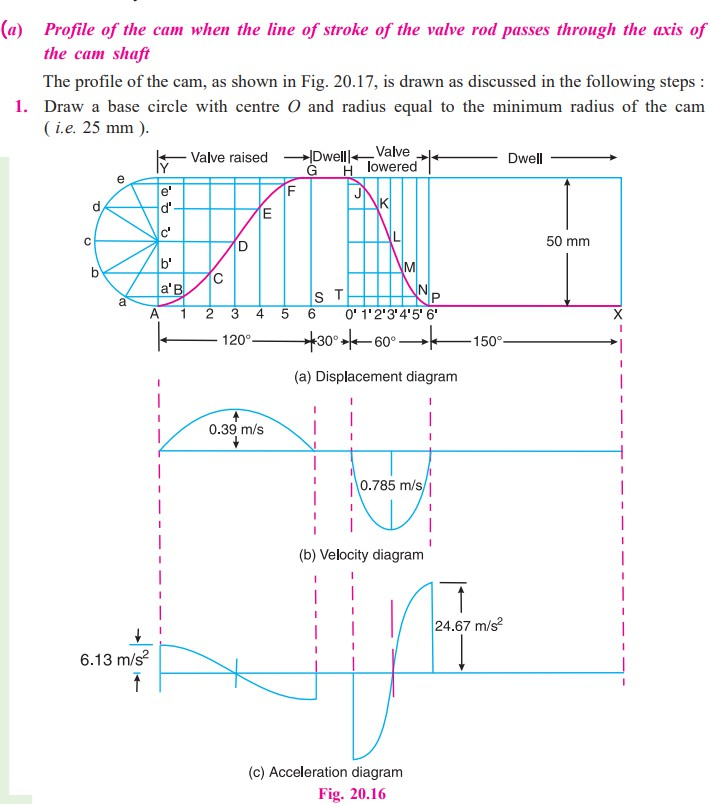 (a) Profile of the cam when the line of stroke of the valve rod passes through the axis of
the cam shaft
The profile of the cam, as shown in Fig. 20.17, is drawn as discussed in the following steps :
1. Draw a base circle with centre O and radius equal to the minimum radius of the cam
( i.e. 25 mm ).
Valve raised Dwell Valve lowered Dwell
Y G H
e e' F J
d d' E K
c c' D L 50 mm
b b' C M
a a' B S T N P
A 1 2 3 4 5 6 0' 1' 2' 3' 4' 5' 6' X
120° 30° 60° 150°
(a) Displacement diagram
0.39 m/s
0.785 m/s
(b) Velocity diagram
24.67 m/s²
6.13 m/s²
(c) Acceleration diagram
Fig. 20.16